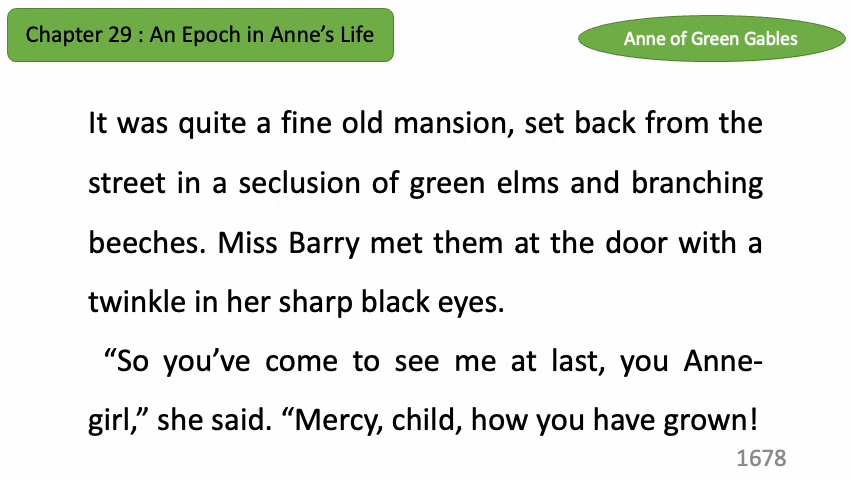 Chapter 29 : An Epoch in Anne’s Life
Anne of Green Gables
It was quite a fine old mansion, set back from the
street in a seclusion of green elms and branching
beeches. Miss Barry met them at the door with a
twinkle in her sharp black eyes.
“So you’ve come to see me at last, you Anne-
girl,” she said. “Mercy, child, how you have grown!
1678